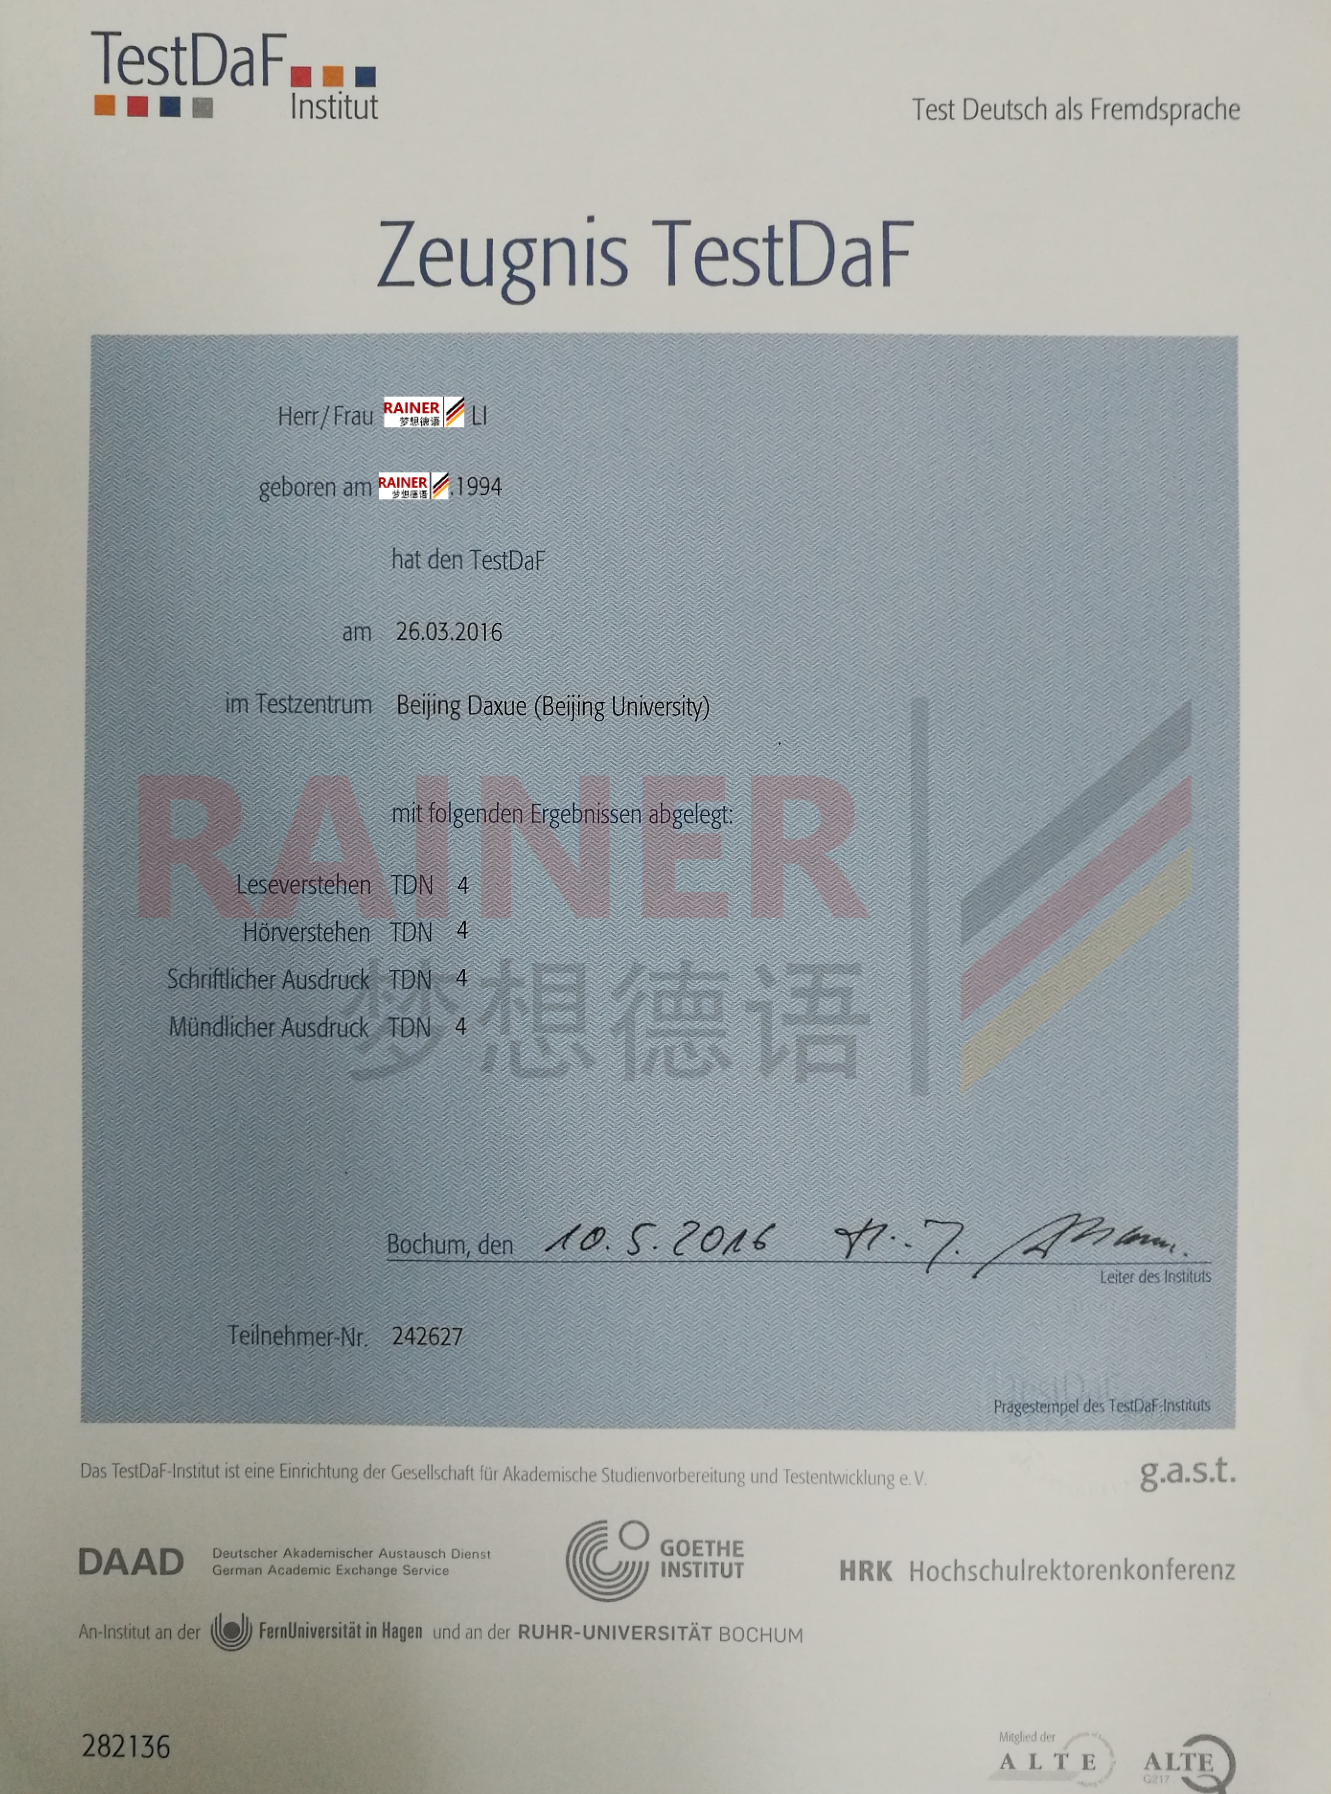 TestDaF
Institut
Test Deutsch als Fremdsprache
Zeugnis TestDaF
Herr/Frau RAINER 梦想德语 LI
geboren am RAINER 梦想德语 .1994
hat den TestDaF
am 26.03.2016
im Testzentrum Beijing Daxue (Beijing University)
RAINER
mit folgenden Ergebnissen abgelegt:
Leseverstehen TDN 4
Hörverstehen TDN 4
Schriftlicher Ausdruck TDN 4
Mündlicher Ausdruck TDN 4
梦想德语
Bochum, den 10.5.2016
Leiter des Instituts
Teilnehmer-Nr. 242627
TestDaF
Prägestempel des TestDaF-Instituts
Das TestDaF-Institut ist eine Einrichtung der Gesellschaft für Akademische Studienvorbereitung und Testentwicklung e.V.
g.a.s.t.
DAAD
Deutscher Akademischer Austausch Dienst
German Academic Exchange Service
GOETHE
INSTITUT
HRK Hochschulrektorenkonferenz
An-Institut an der FernUniversität in Hagen und an der RUHR-UNIVERSITÄT BOCHUM
282136
Mitglied der
ALTE
ALTE
G217